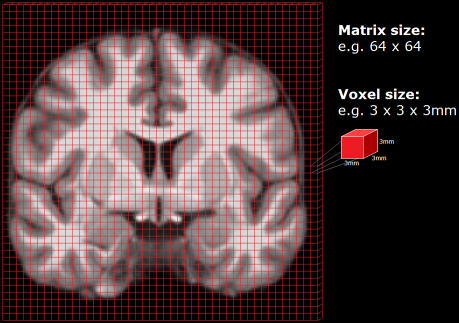 Matrix size:
e.g. 64 x 64
Voxel size:
e.g. 3 x 3 x 3mm
3mm
3mm
3mm